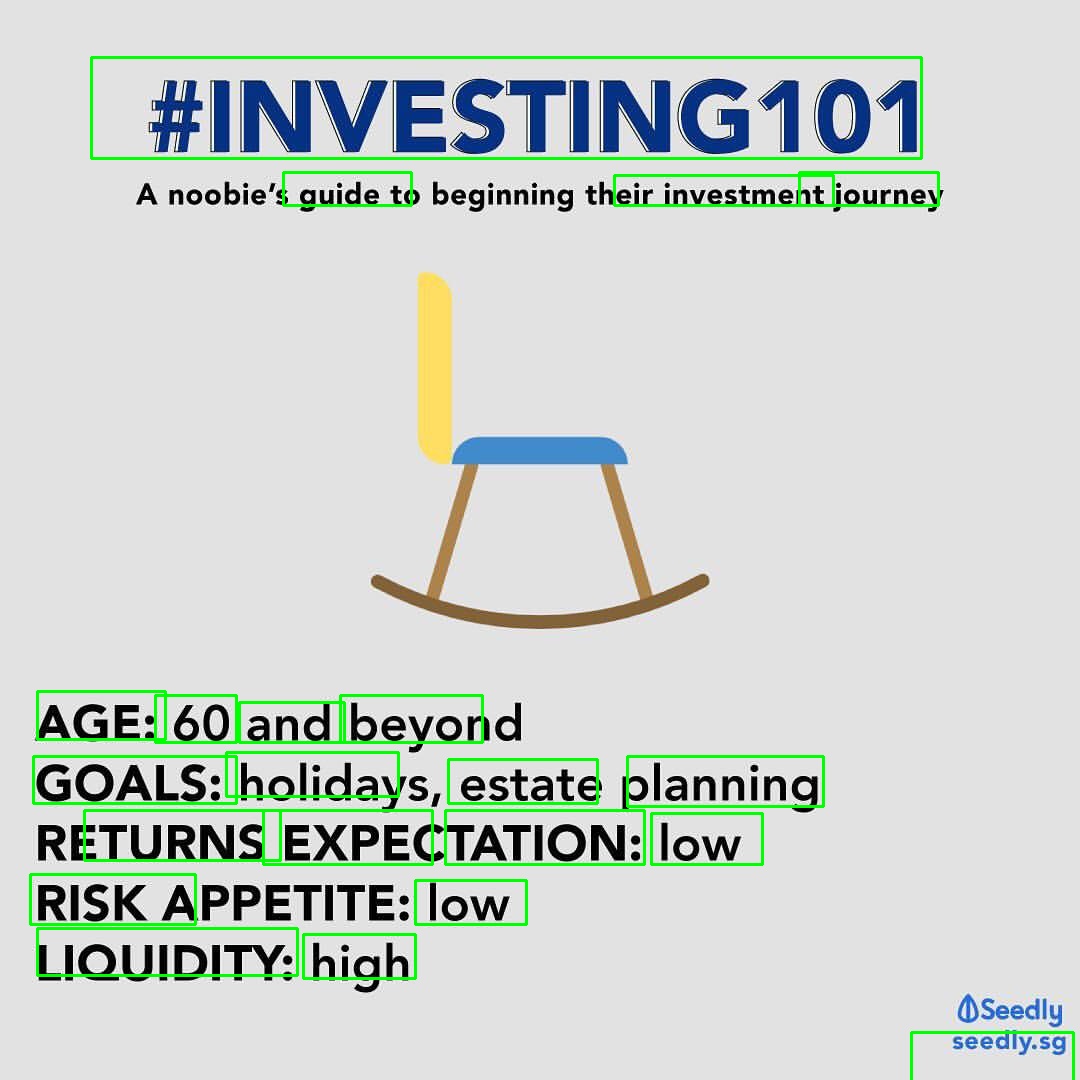 #INVESTING101
A noobie's guide to beginning their investment journey
AGE: 60 and beyond
GOALS: holidays, estate planning
RETURNS EXPECTATION: low
RISK APPETITE: low
LIQUIDITY: high
Seedly
seedly.sg